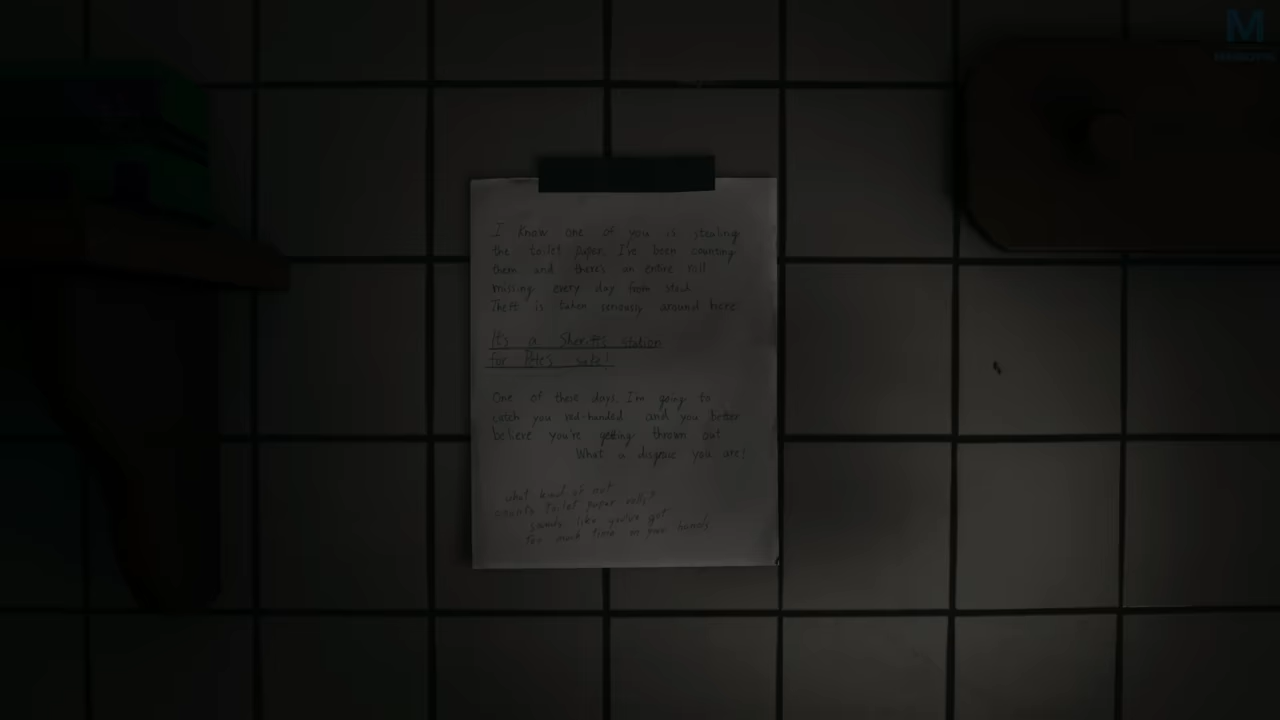 M
I know one of you is stealing
the toilet paper. I've been counting
them and there's an entire roll
missing every day from stock.
Theft is taken seriously around here.
It's a Sheriff's station
for Pete's sake!
One of these days, I'm going to
catch you red-handed and you better
believe you're getting thrown out
What a disgrace you are!
what kind of nut
counts toilet paper rolls?
sounds like you've got
too much time on your hands!